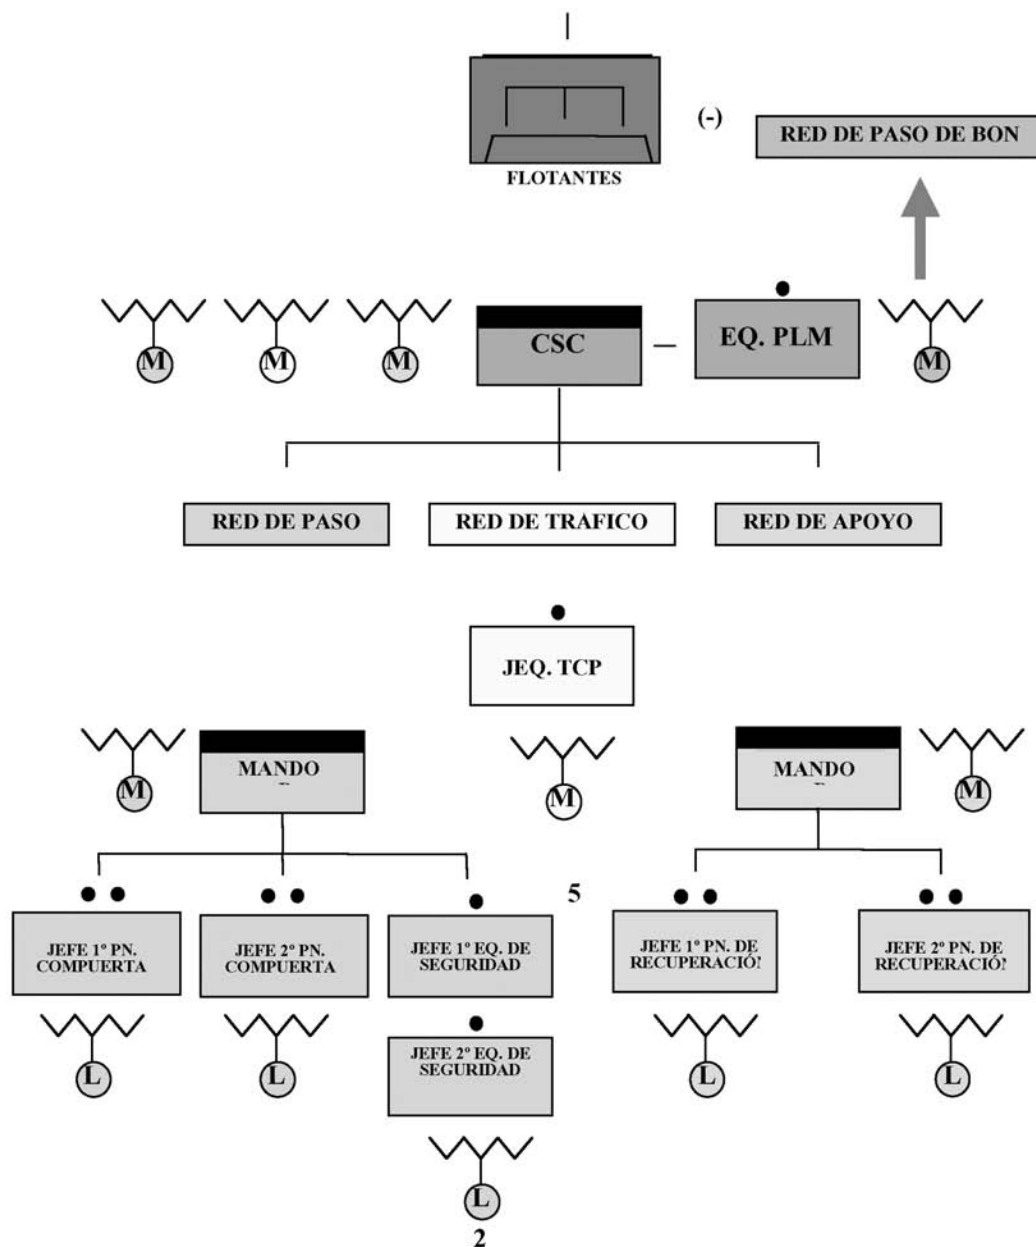 (-)
RED DE PASO DE BON
FLOTANTES
M
M
M
CSC
EQ. PLM
M
RED DE PASO
RED DE TRAFICO
RED DE APOYO
JEQ. TCP
M
MANDO
M
MANDO
M
5
JEFE 1º PN.
COMPUERTA
JEFE 2º PN.
COMPUERTA
JEFE 1º EQ. DE
SEGURIDAD
JEFE 1º PN. DE
RECUPERACIÓ
JEFE 2º PN. DE
RECUPERACIÓ
L
L
JEFE 2º EQ. DE
SEGURIDAD
L
L
L
2